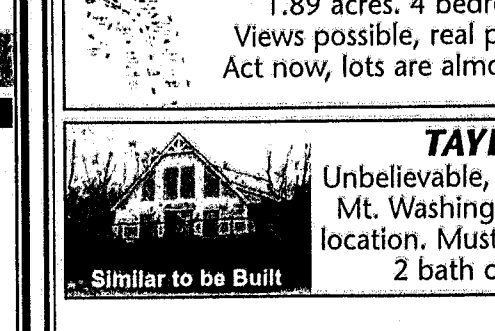 1.89 acres. 4 bedr
Views possible, real p
Act now, lots are almo
TAYL
Unbelievable,
Mt. Washing
location. Must
2 bath c
Similar to be Built